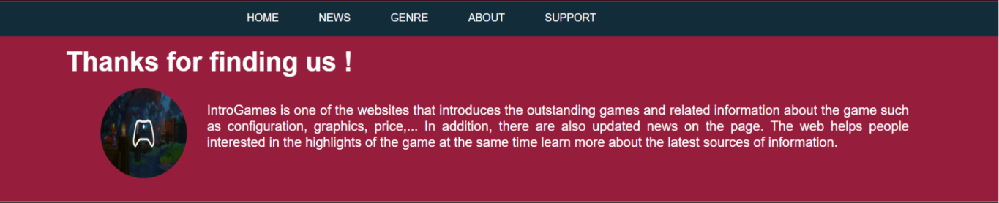 HOME NEWS GENRE ABOUT SUPPORT
Thanks for finding us !
IntroGames is one of the websites that introduces the outstanding games and related information about the game such
as configuration, graphics, price,... In addition, there are also updated news on the page. The web helps people
interested in the highlights of the game at the same time learn more about the latest sources of information.